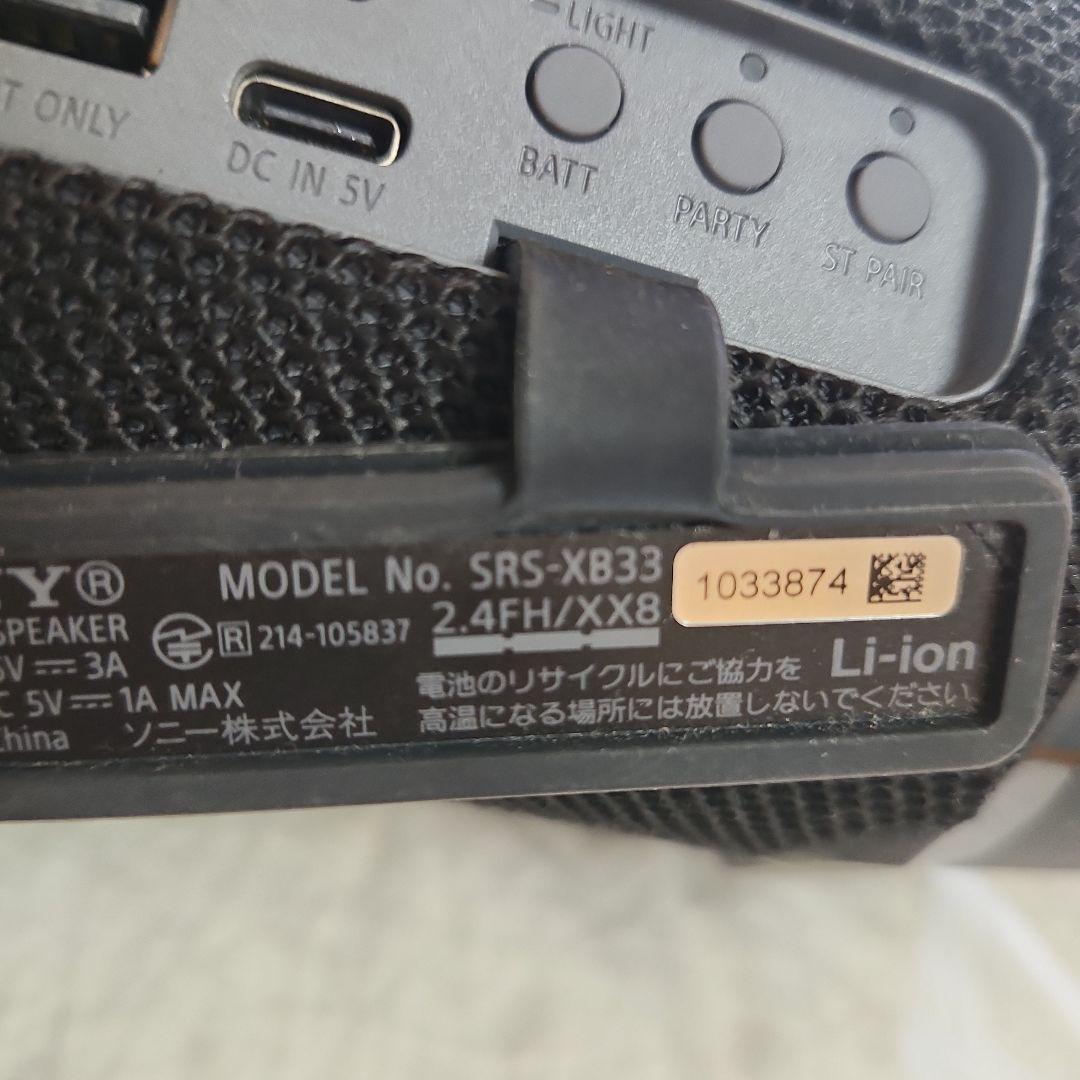 LIGHT
T ONLY
DC IN 5V
BATT
PARTY
ST PAIR
Y®
MODEL No. SRS-XB33
1033874
SPEAKER
R 214-105837
2.4FH/XX8
5V 3A
C 5V 1A MAX
電池のリサイクルにご協力を
Li-ion
China
ソニー株式会社
高温になる場所には放置しないでください